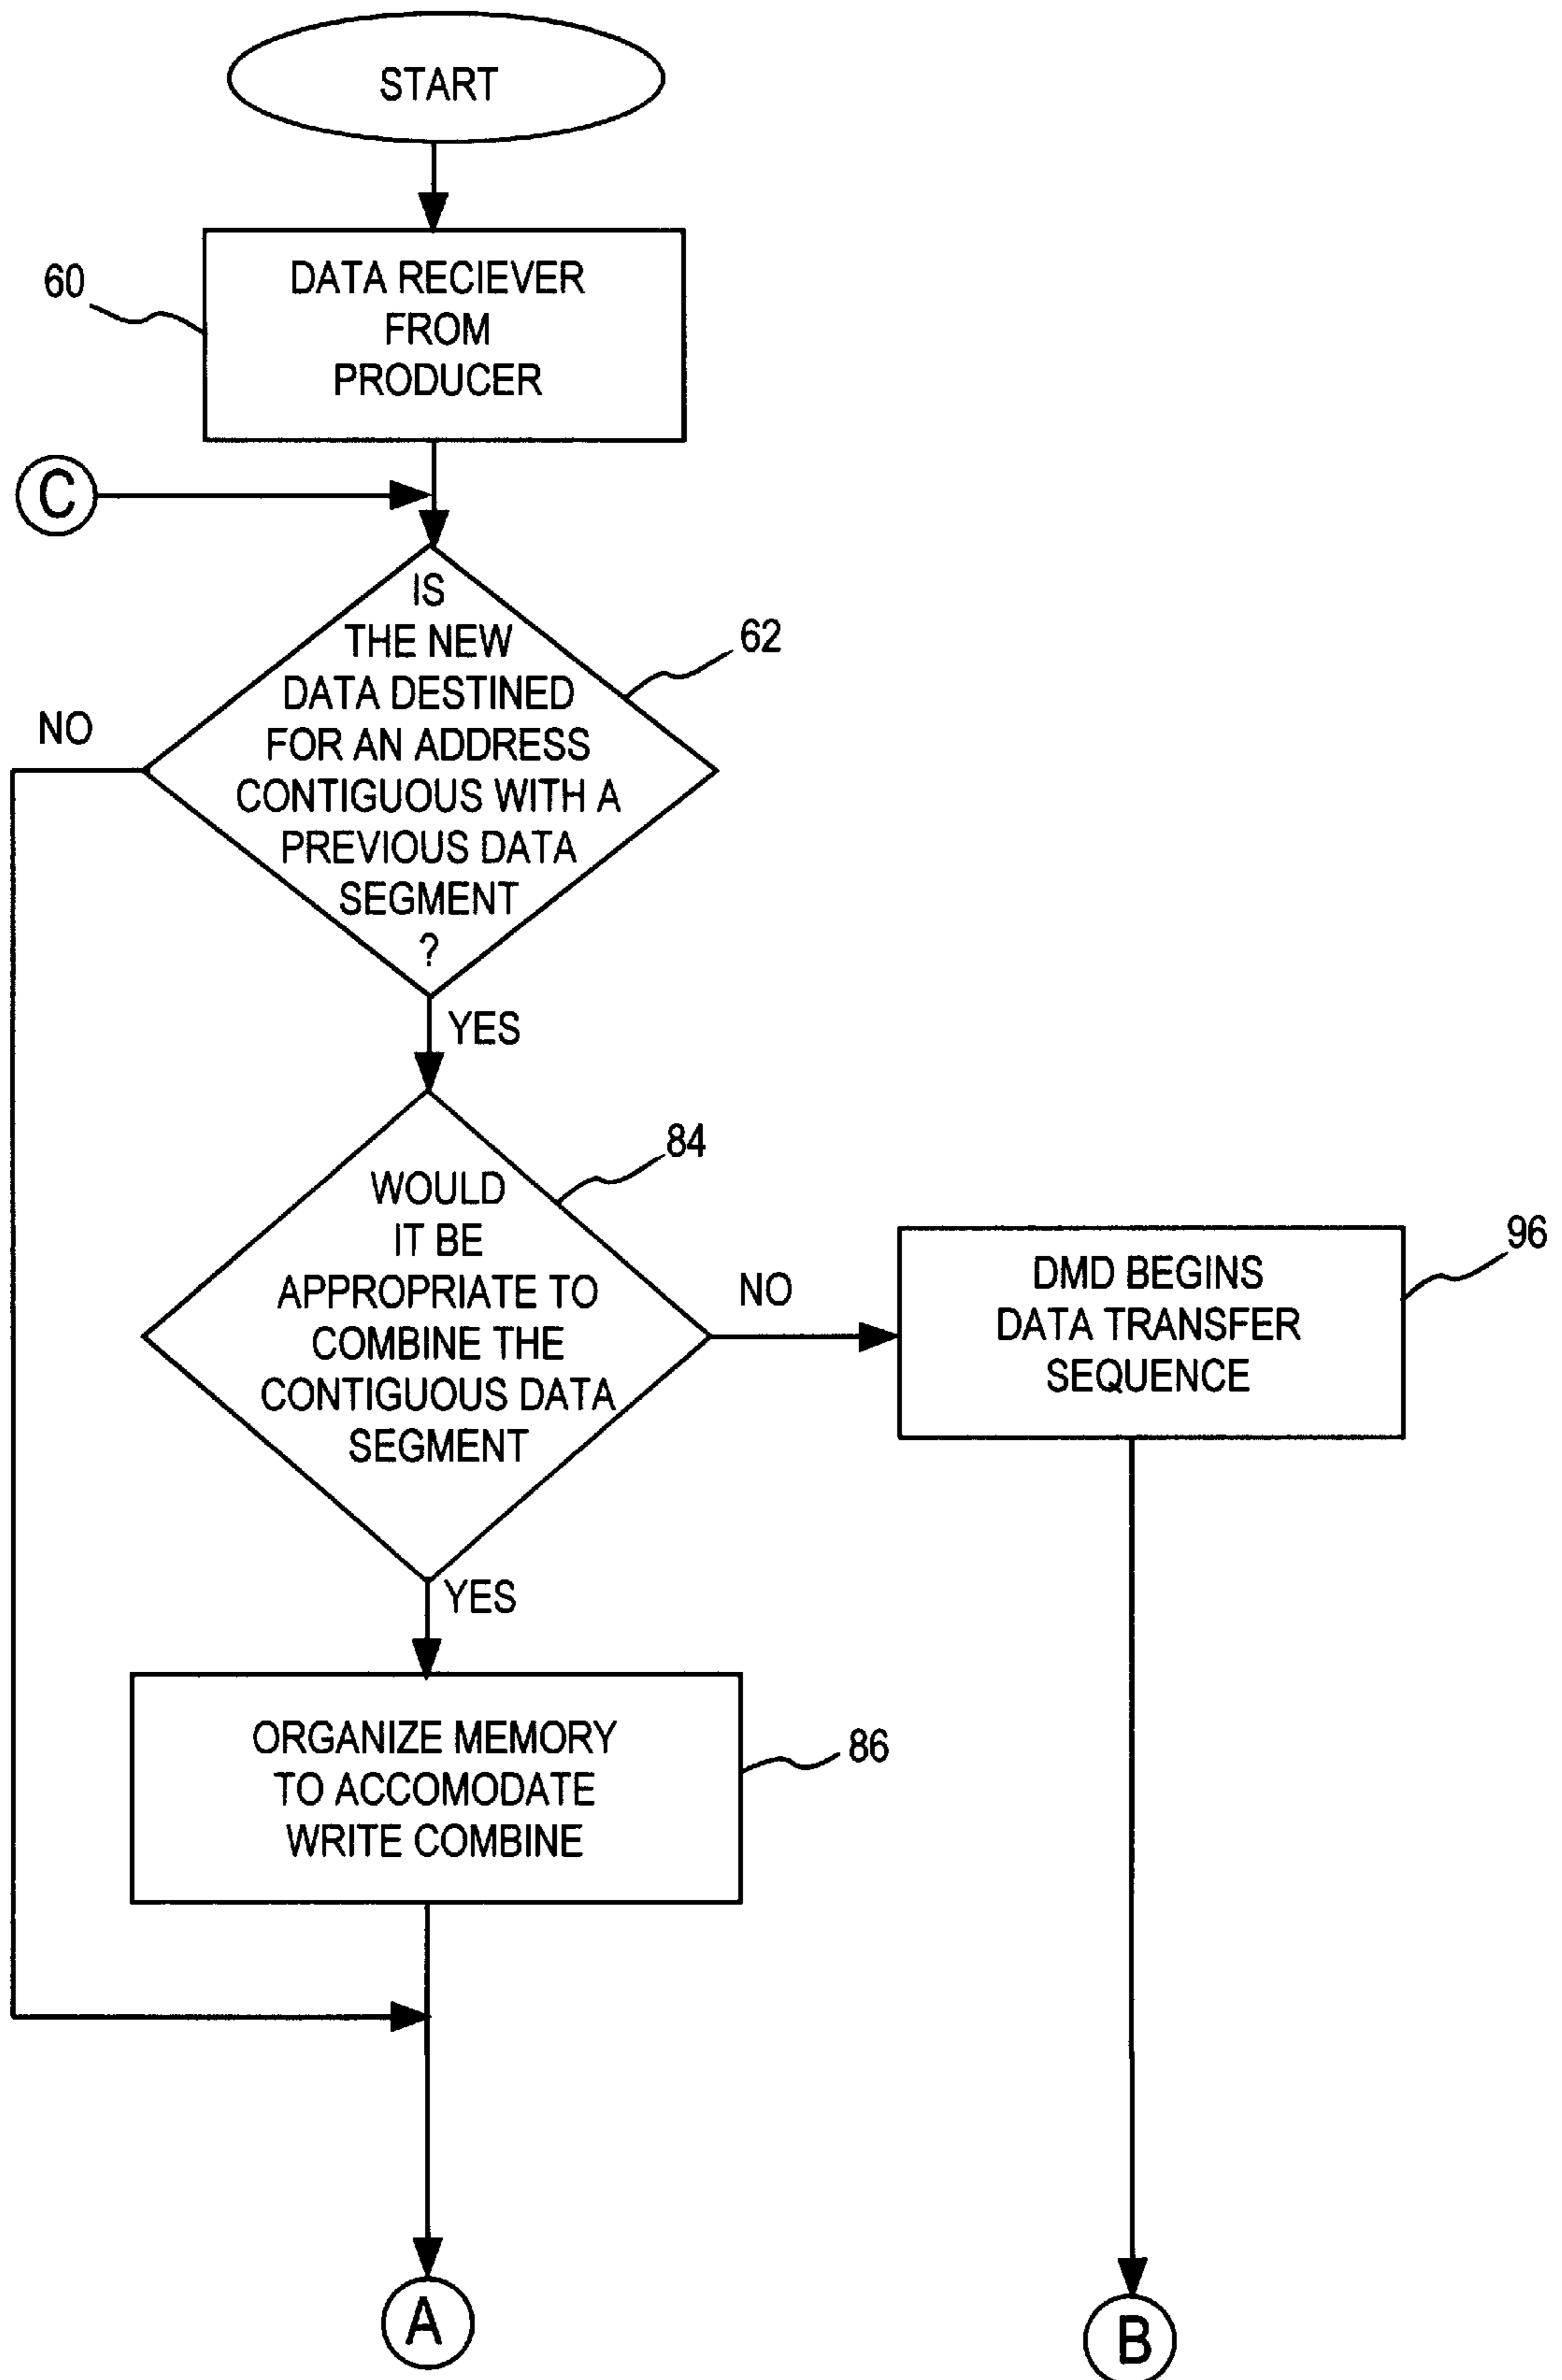 START
60
DATA RECIEVER
FROM
PRODUCER
C
IS
THE NEW
DATA DESTINED
FOR AN ADDRESS
CONTIGUOUS WITH A
PREVIOUS DATA
SEGMENT
?
62
NO
YES
84
WOULD
IT BE
APPROPRIATE TO
COMBINE THE
CONTIGUOUS DATA
SEGMENT
NO
96
DMD BEGINS
DATA TRANSFER
SEQUENCE
YES
ORGANIZE MEMORY
TO ACCOMODATE
WRITE COMBINE
86
A
B